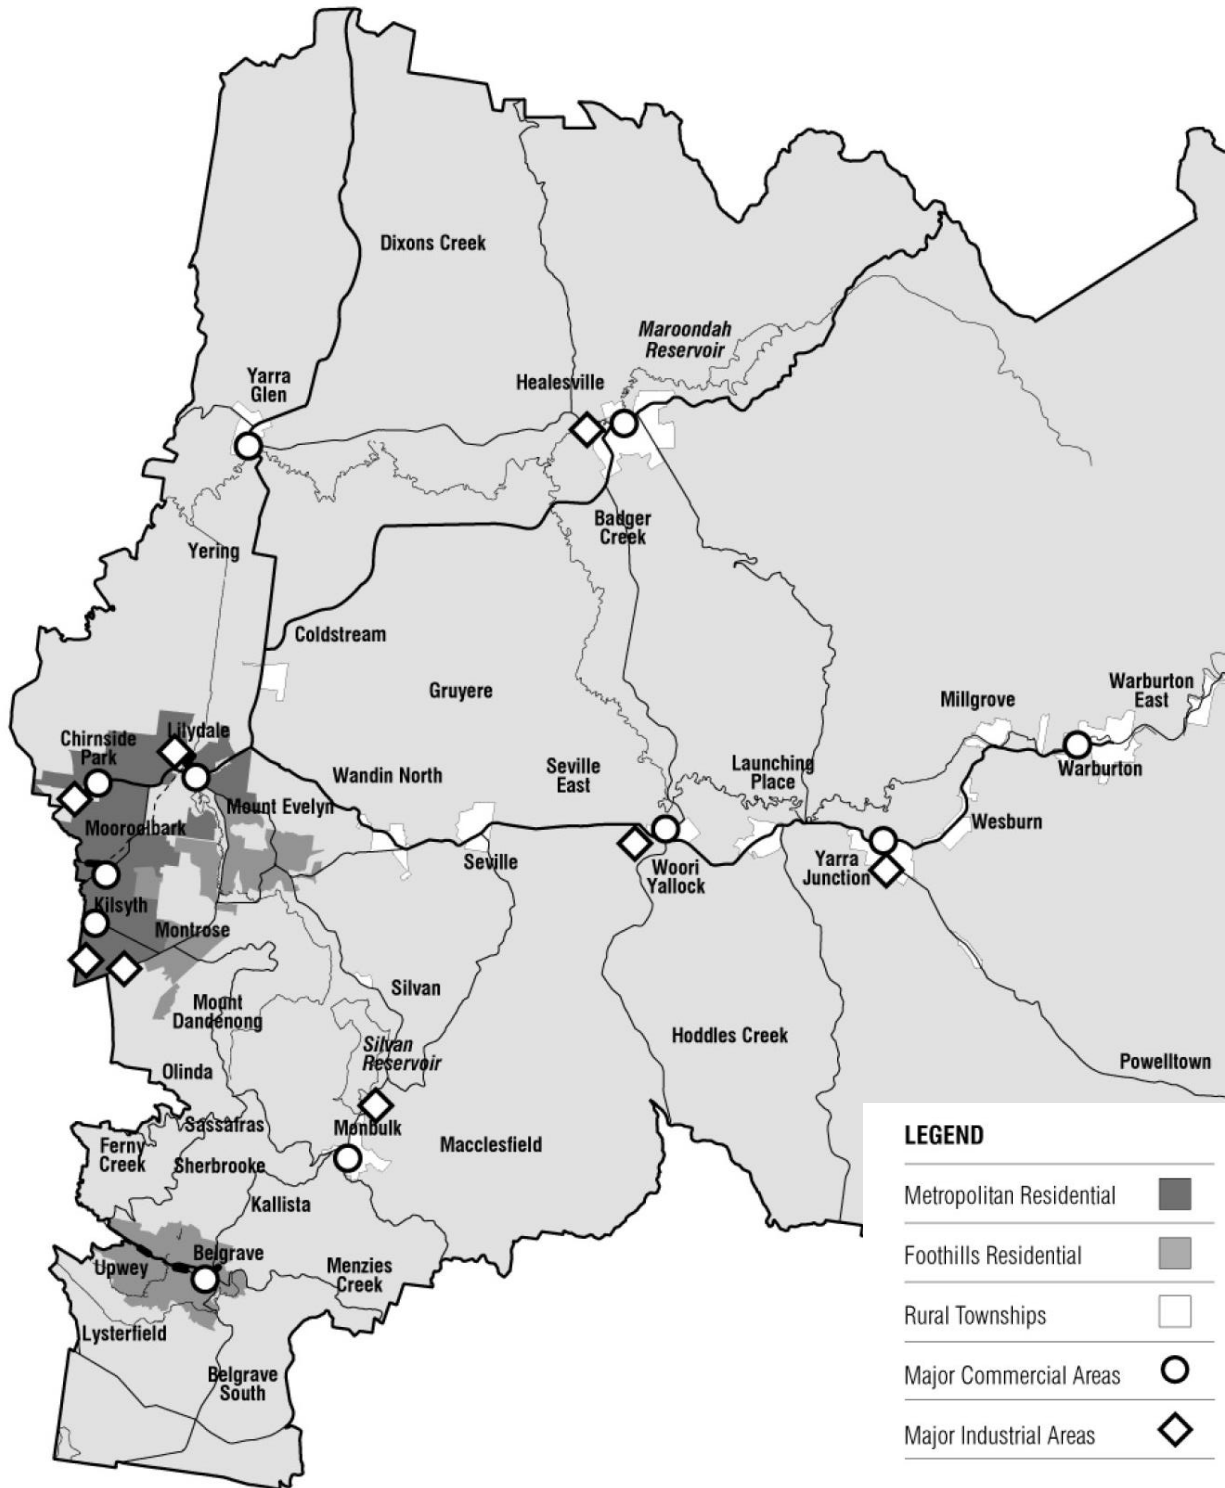 Dixons Creek
Maroondah
Reservoir
Healesville
Yarra
Glen
Badger
Creek
Yering
Coldstream
Gruyere
Warburton
East
Millgrove
Lilydale
Chirnside
Park
Wandin North
Seville
East
Launching
Place
Warburton
Mount Evelyn
Mooroolbark
Wesburn
Seville
Woori
Yallock
Yarra
Junction
Kilsyth
Montrose
Silvan
Mount
Dandenong
Hoddles Creek
Silvan
Reservoir
Powelltown
Olinda
Sassafras
Monbulk
Ferny
Creek
Sherbrooke
Macclesfield
Kallista
Belgrave
Upwey
Menzies
Creek
Lysterfield
Belgrave
South
LEGEND
Metropolitan Residential
Foothills Residential
Rural Townships
Major Commercial Areas
Major Industrial Areas